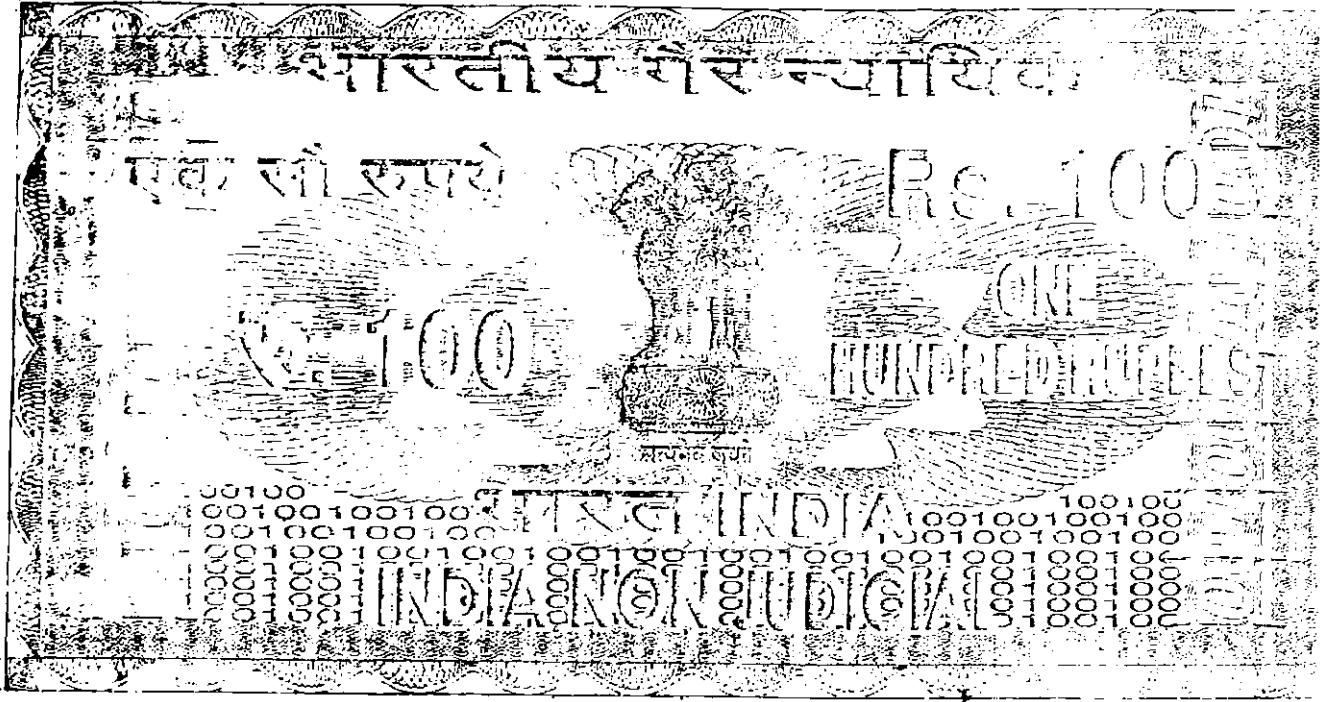 भारतीय गैर न्यायिक
एक सौ रुपये
Rs. 100
रु. 100
ONE
HUNDRED RUPEES
सत्यमेव जयते
भारत INDIA
INDIA NON JUDICIAL